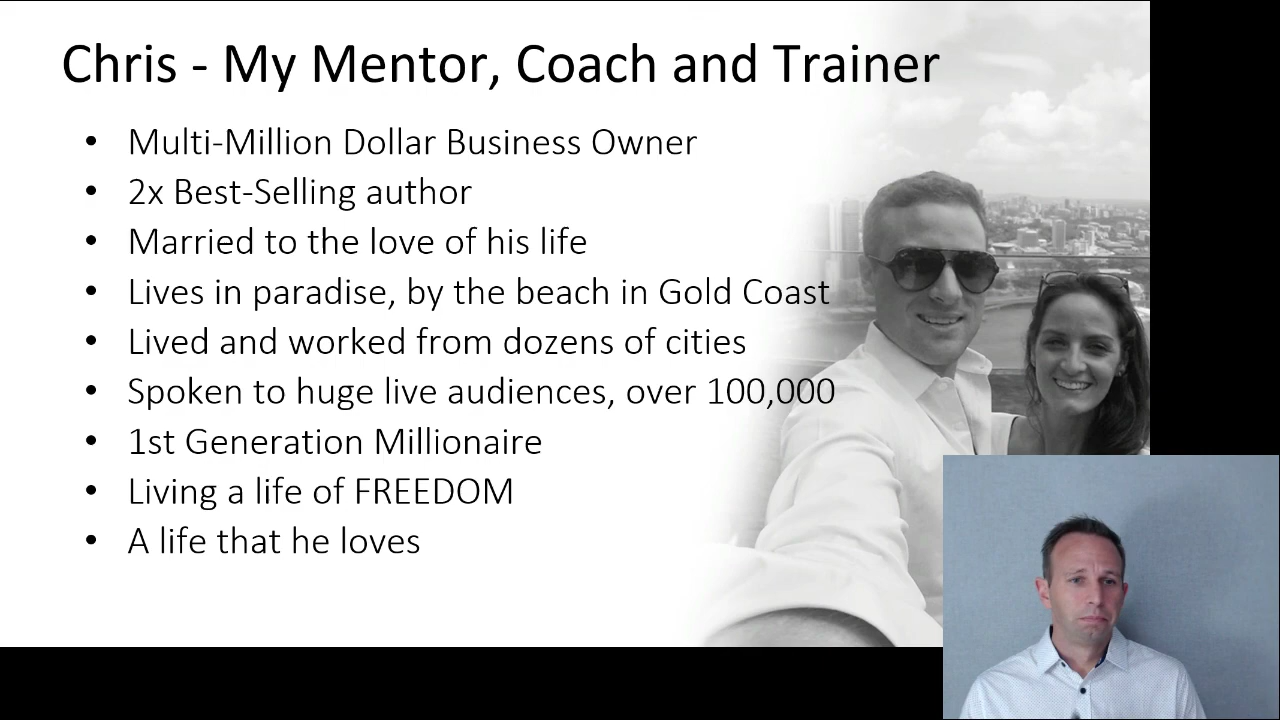 Chris - My Mentor, Coach and Trainer
• Multi-Million Dollar Business Owner
• 2x Best-Selling author
• Married to the love of his life
• Lives in paradise, by the beach in Gold Coast
• Lived and worked from dozens of cities
• Spoken to huge live audiences, over 100,000
• 1st Generation Millionaire
• Living a life of FREEDOM
• A life that he loves